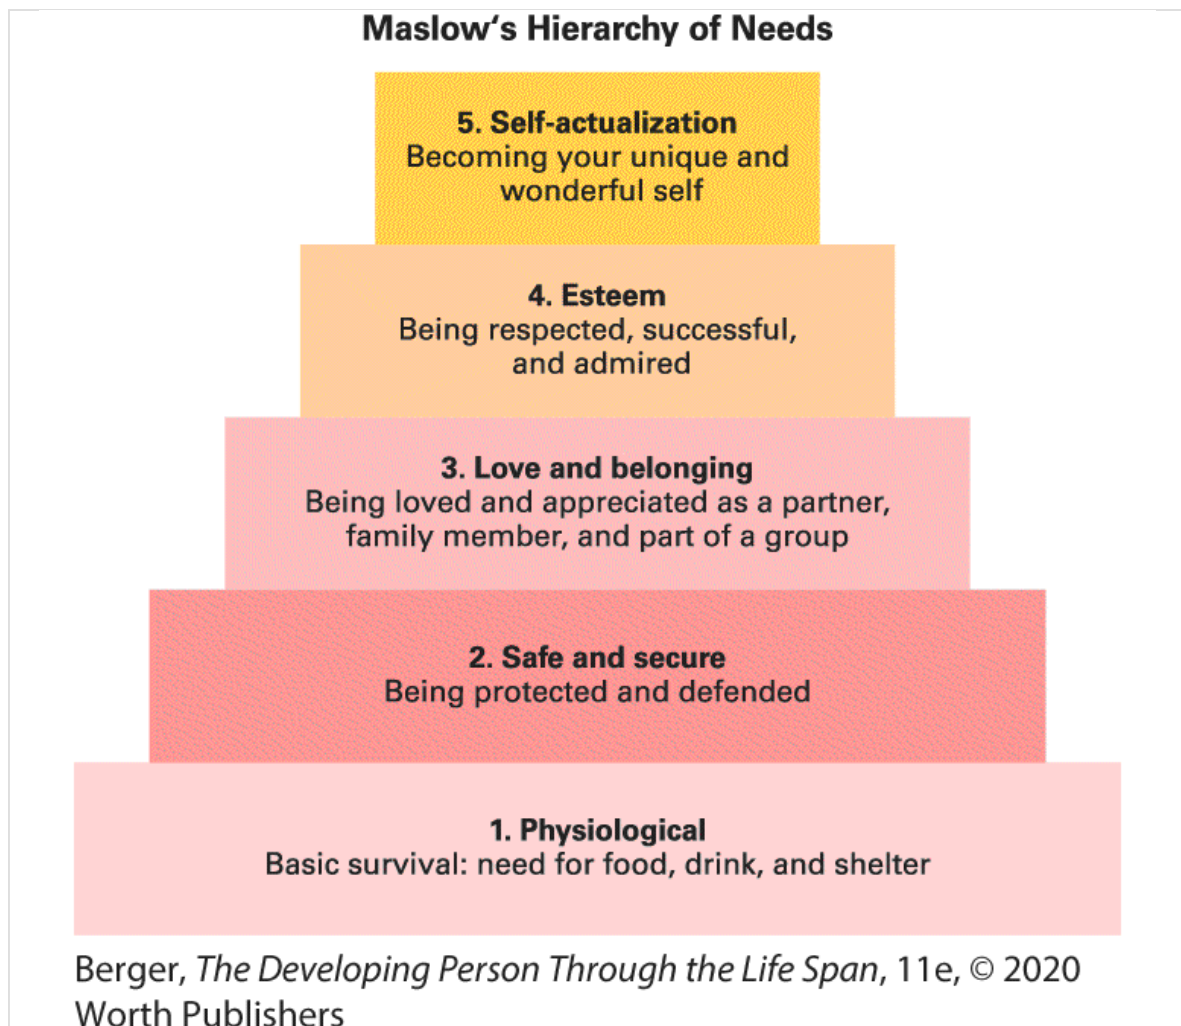 Maslow‘s Hierarchy of Needs
5. Self-actualization
Becoming your unique and
wonderful self
4. Esteem
Being respected, successful,
and admired
3. Love and belonging
Being loved and appreciated as a partner,
family member, and part of a group
2. Safe and secure
Being protected and defended
1. Physiological
Basic survival: need for food, drink, and shelter
Berger, The Developing Person Through the Life Span, 11e, © 2020
Worth Publishers